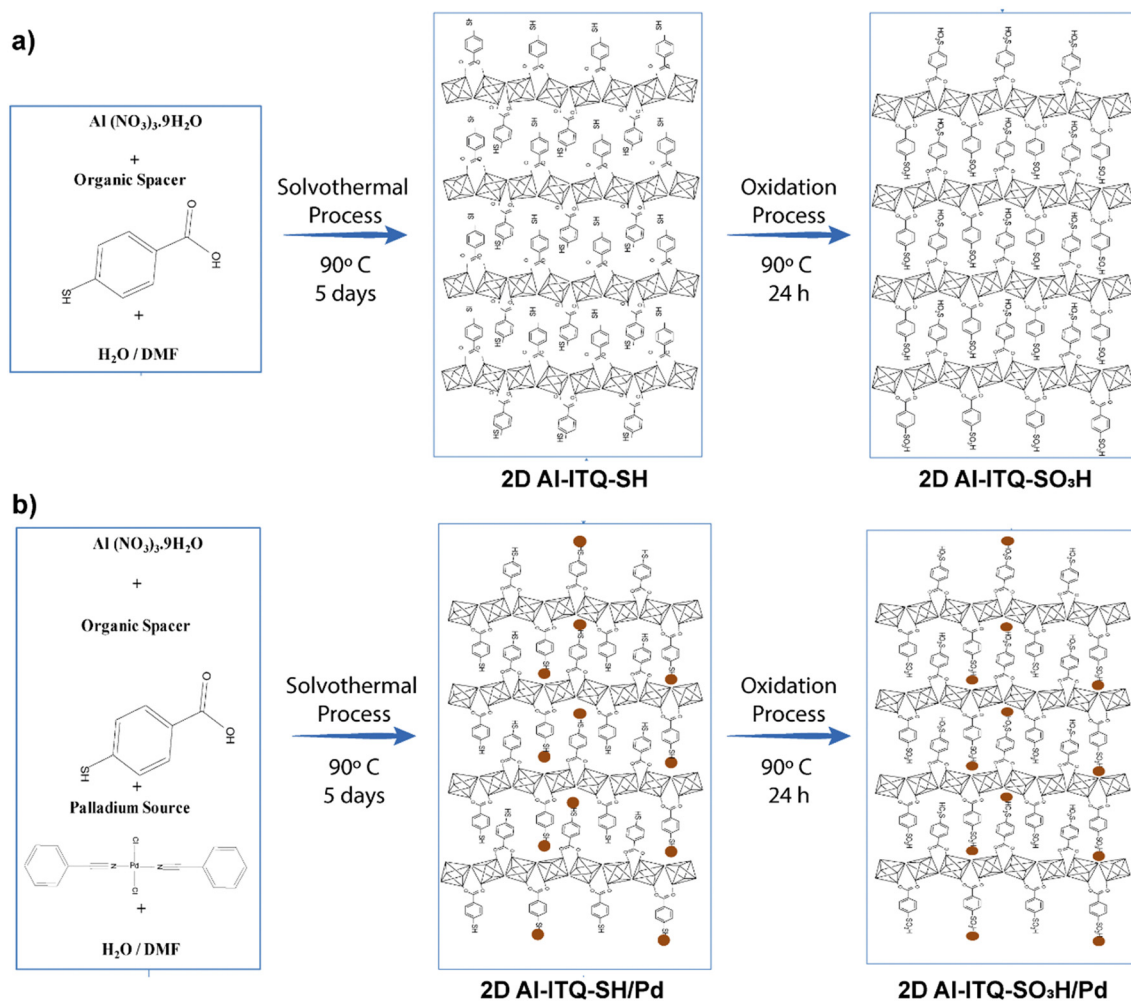 a)
Al (NO₃)₃.9H₂O
+
Organic Spacer
O
OH
SH
+
H₂O / DMF
Solvothermal
Process
90º C
5 days
2D Al-ITQ-SH
Oxidation
Process
90º C
24 h
2D Al-ITQ-SO₃H
b)
Al (NO₃)₃.9H₂O
+
Organic Spacer
O
OH
SH
+
Palladium Source
Cl
N Pd N
Cl
+
H₂O / DMF
Solvothermal
Process
90º C
5 days
2D Al-ITQ-SH/Pd
Oxidation
Process
90º C
24 h
2D Al-ITQ-SO₃H/Pd